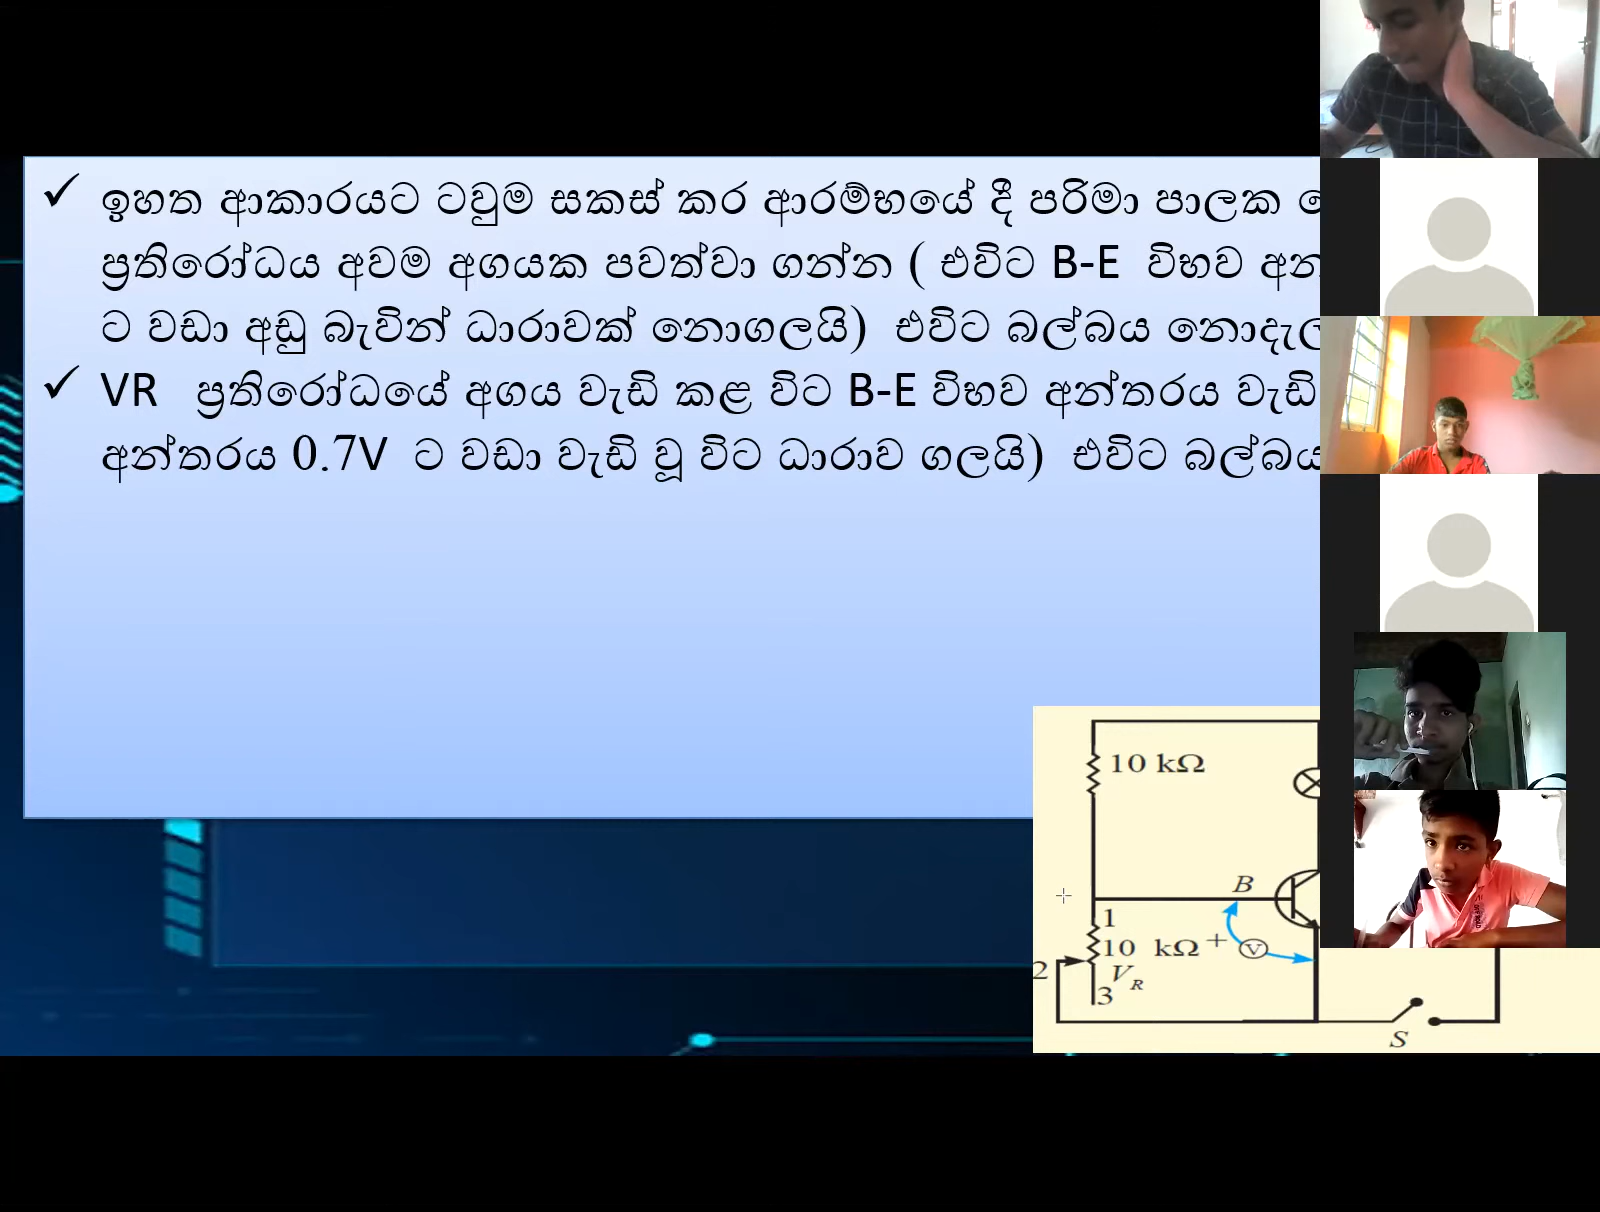 ✓ ඉහත ආකාරයට ටවුම සකස් කර ආරම්භයේ දී පරිමා පාලක
ප්‍රතිරෝධය අවම අගයක පවත්වා ගන්න ( එවිට B-E විභව
ට වඩා අඩු බැවින් ධාරාවක් නොගලයි) එවිට බල්බය
✓ VR ප්‍රතිරෝධයේ අගය වැඩි කළ විට B-E විභව අන්තරය වැඩි
අන්තරය 0.7V ට වඩා වැඩි වූ විට ධාරාව ගලයි) එවිට බල්බය
10 kΩ
B
1
10 kΩ + V
2
VR
3
S